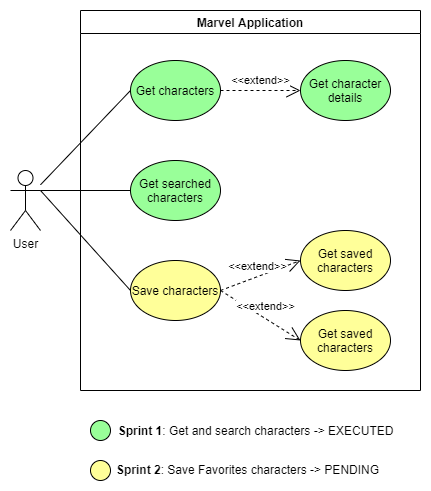 Marvel Application
Get characters
<<extend>>
Get character
details
Get searched
characters
User
Save characters
<<extend>>
Get saved
characters
<<extend>>
Get saved
characters
Sprint 1: Get and search characters -> EXECUTED
Sprint 2: Save Favorites characters -> PENDING